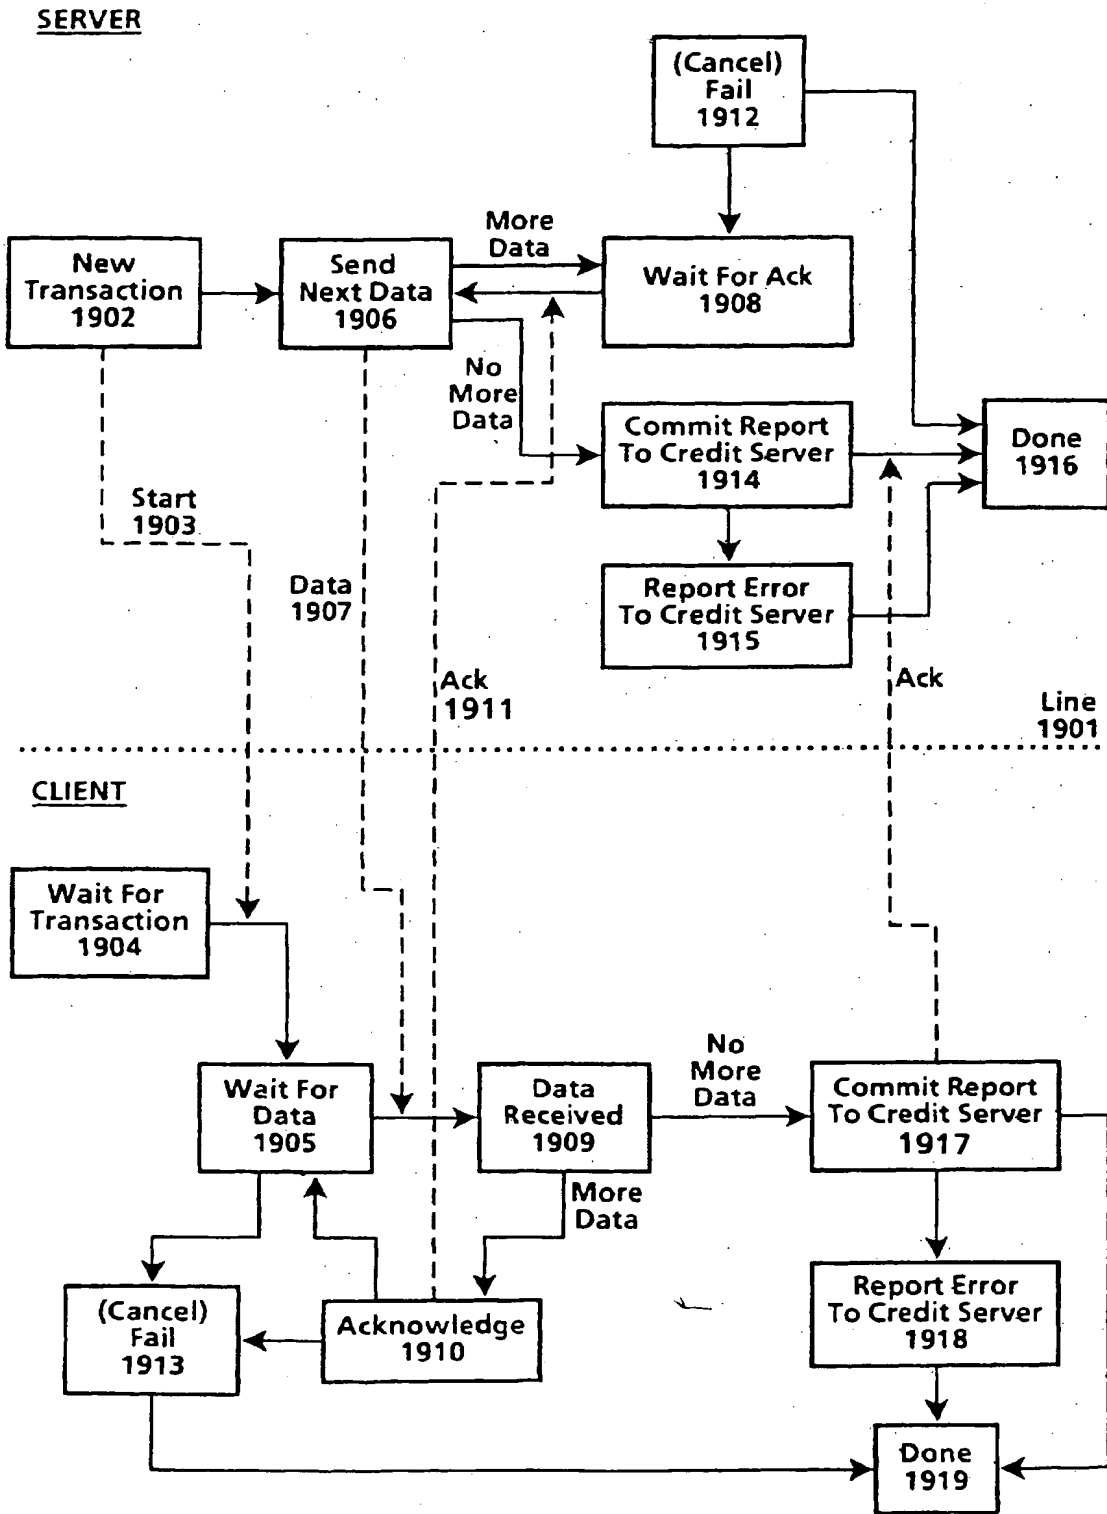 SERVER
(Cancel)
Fail
1912
New
Transaction
1902
Send
Next Data
1906
More
Data
Wait For Ack
1908
No
More
Data
Commit Report
To Credit Server
1914
Done
1916
Start
1903
Data
1907
Report Error
To Credit Server
1915
Ack
1911
Ack
Line
1901
CLIENT
Wait For
Transaction
1904
Wait For
Data
1905
Data
Received
1909
No
More
Data
Commit Report
To Credit Server
1917
More
Data
(Cancel)
Fail
1913
Acknowledge
1910
Report Error
To Credit Server
1918
Done
1919